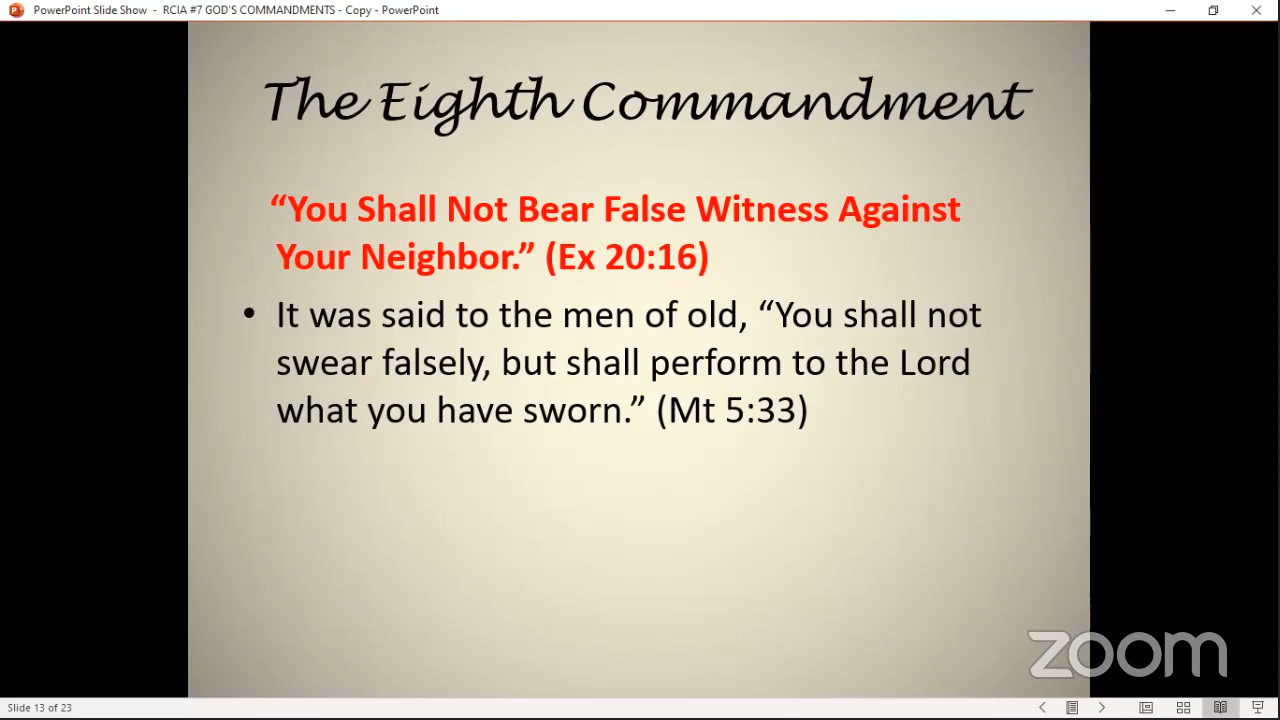 PowerPoint Slide Show - RCIA #7 GOD'S COMMANDMENTS - Copy - PowerPoint
The Eighth Commandment
“You Shall Not Bear False Witness Against
Your Neighbor.” (Ex 20:16)
• It was said to the men of old, “You shall not
swear falsely, but shall perform to the Lord
what you have sworn.” (Mt 5:33)
zoom
Slide 13 of 23